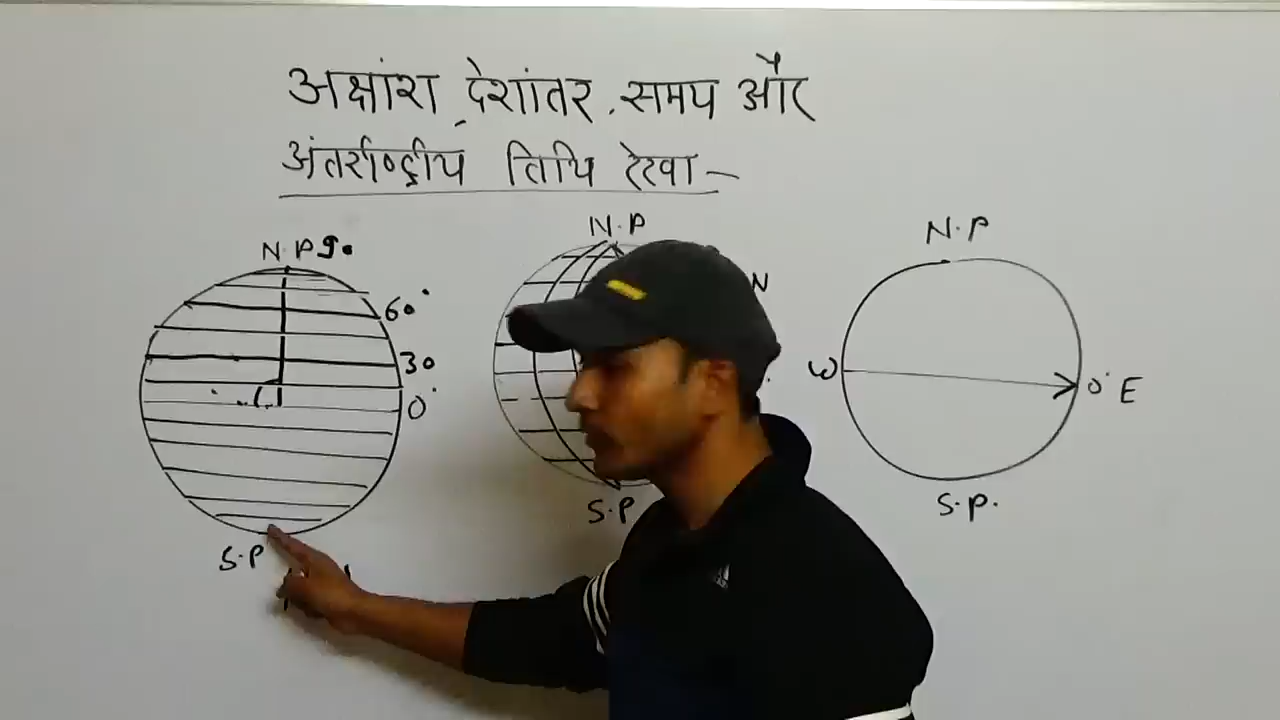 अक्षांश, देशांतर, समय और
अंतर्राष्ट्रीय तिथि रेखा–
N.P 90
60°
30
0°
S.P
N.P
N
S.P
N.P
W
0° E
S.P.